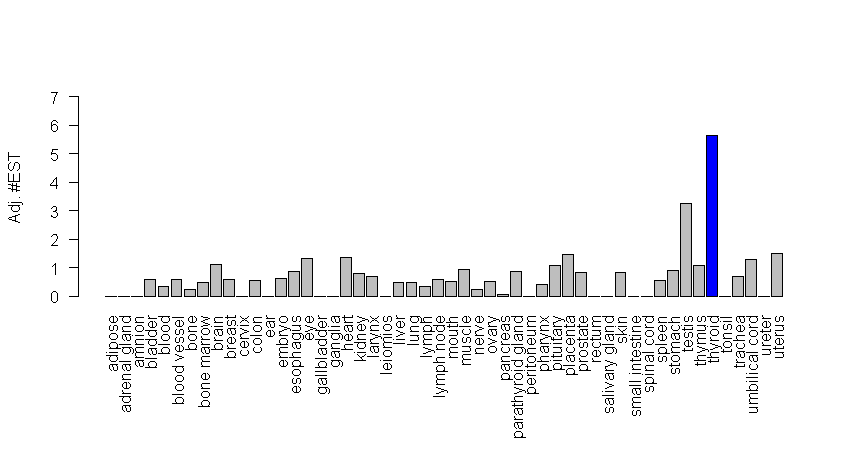 7
6
5
4
3
2
1
0
Adj. #EST
adipose
adrenal gland
amnion
bladder
blood
blood vessel
bone
bone marrow
brain
breast
cervix
colon
ear
embryo
esophagus
eye
gallbladder
ganglia
heart
kidney
larynx
leiomios
liver
lung
lymph
lymph node
mouth
muscle
nerve
ovary
pancreas
parathyroid gland
peritoneum
pharynx
pituitary
placenta
prostate
rectum
salivary gland
skin
small intestine
spinal cord
spleen
stomach
testis
thymus
thyroid
tonsil
trachea
umbilical cord
ureter
uterus